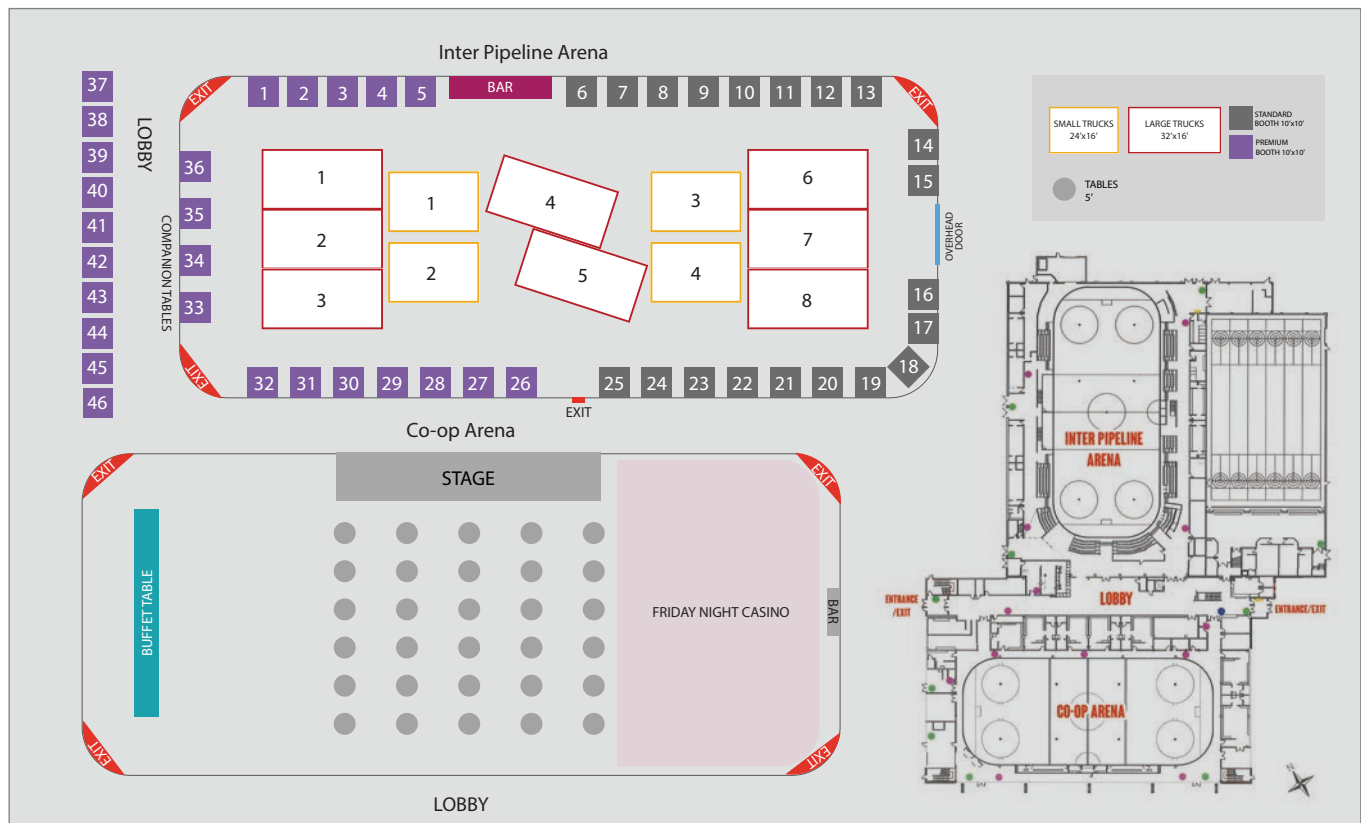 Inter Pipeline Arena
37
38
39
40
41
42
43
44
45
46
LOBBY
COMPANION TABLES
EXIT
1
2
3
4
5
BAR
6
7
8
9
10
11
12
13
EXIT
14
15
OVERHEAD
DOOR
16
17
18
36
35
34
33
1
2
3
1
2
4
5
3
4
6
7
8
EXIT
32
31
30
29
28
27
26
EXIT
25
24
23
22
21
20
19
SMALL TRUCKS
24'x16'
LARGE TRUCKS
32'x16'
STANDARD
BOOTH 10'x10'
PREMIUM
BOOTH 10'x10'
TABLES
5'
Co-op Arena
EXIT
STAGE
EXIT
BUFFET TABLE
FRIDAY NIGHT CASINO
BAR
EXIT
EXIT
LOBBY
INTER PIPELINE
ARENA
ENTRANCE
/EXIT
LOBBY
ENTRANCE/EXIT
CO-OP ARENA
N